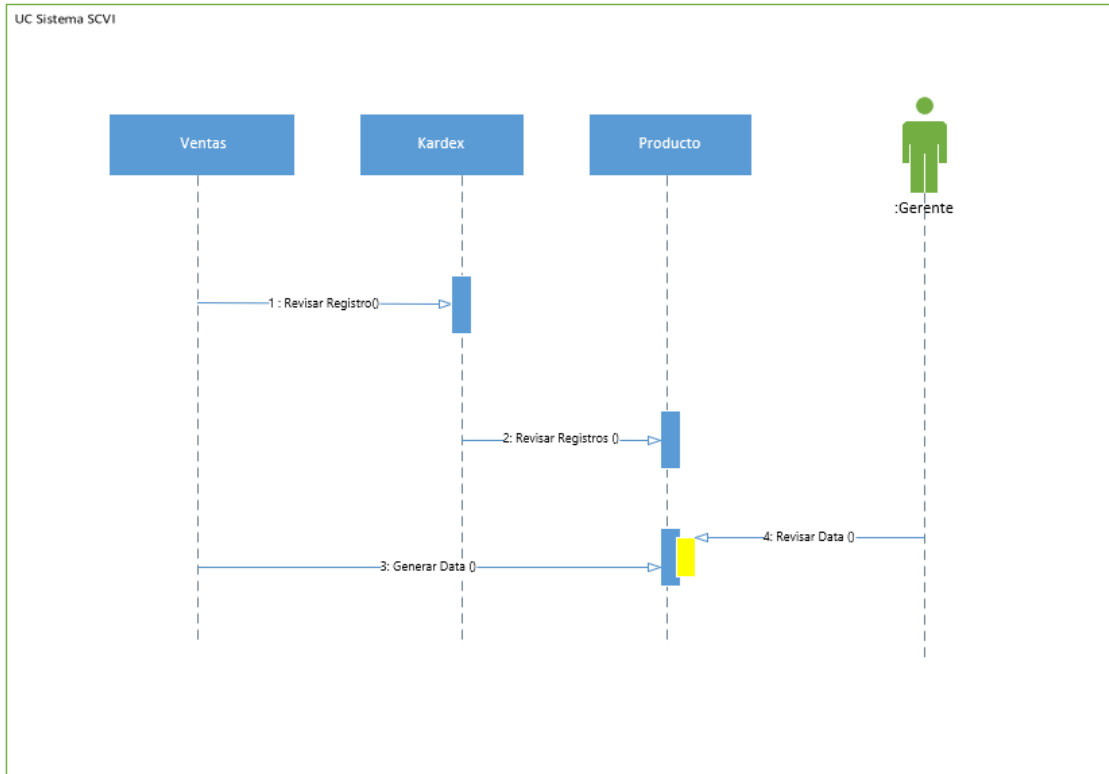 UC Sistema SCVI
Ventas
Kardex
Producto
:Gerente
1 : Revisar Registro()
2: Revisar Registros ()
4: Revisar Data ()
3: Generar Data ()